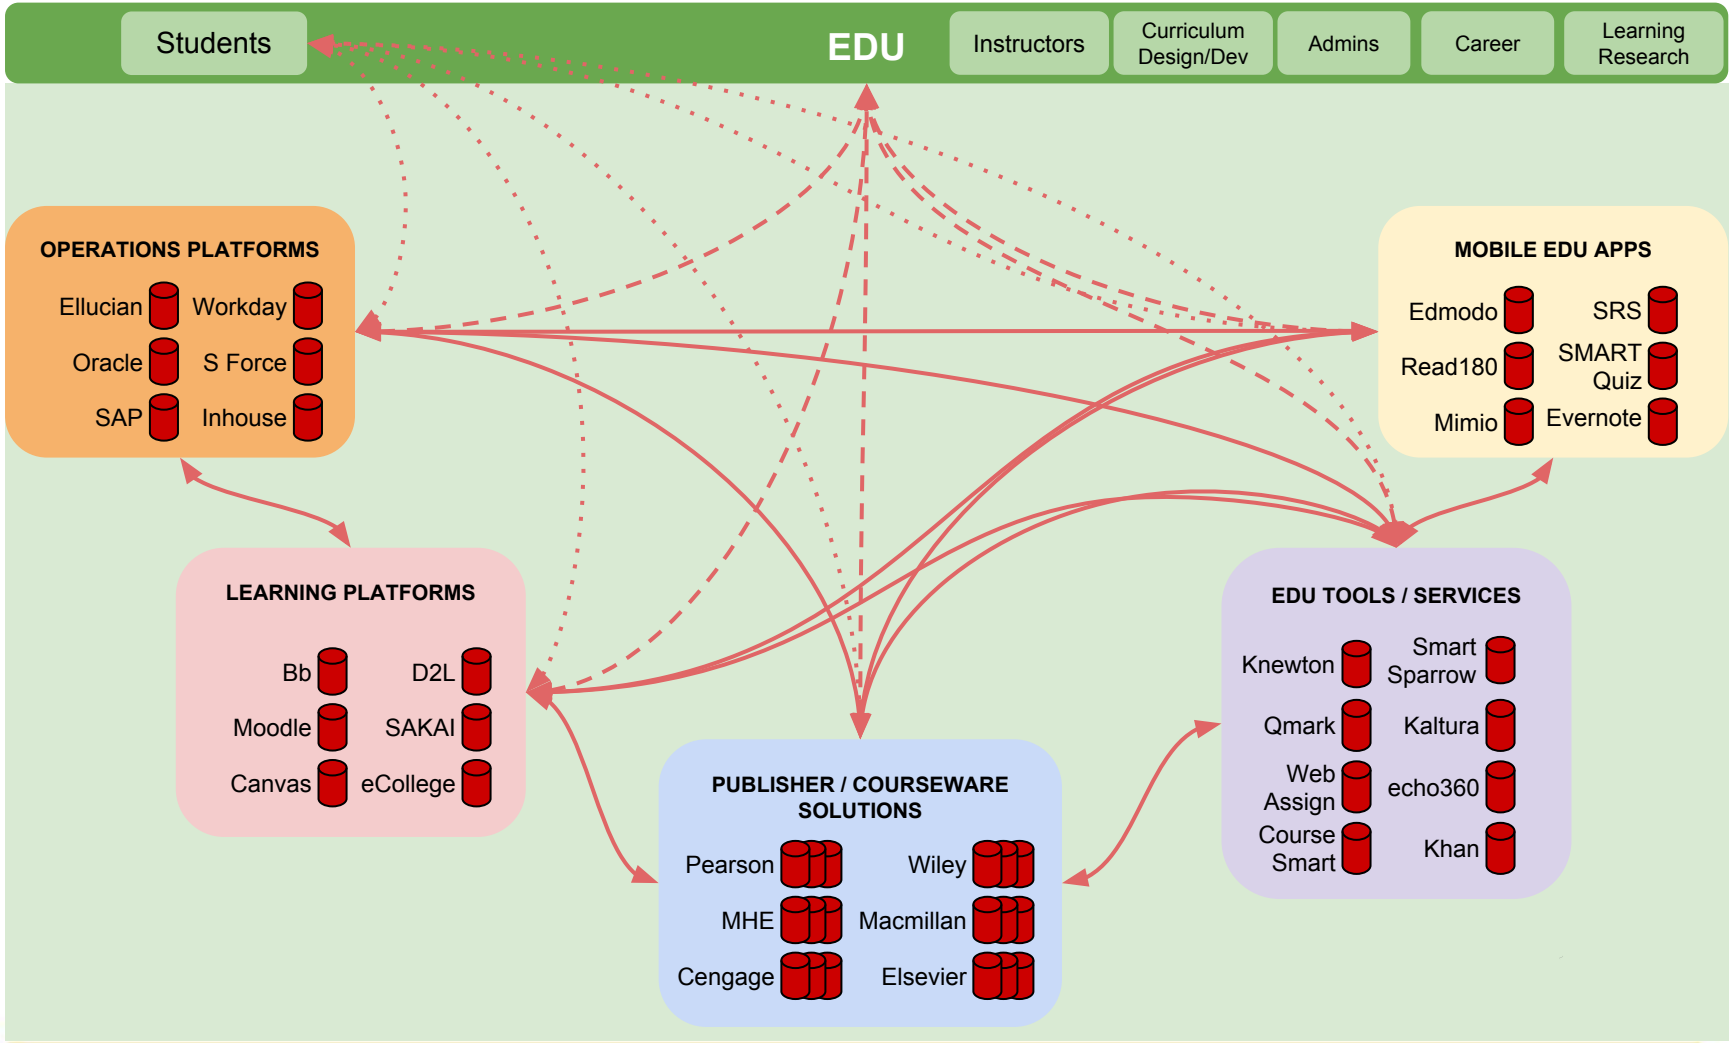 Students
EDU
Instructors
Curriculum
Design/Dev
Admins
Career
Learning
Research
OPERATIONS PLATFORMS
Ellucian
Workday
Oracle
S Force
SAP
Inhouse
MOBILE EDU APPS
Edmodo
SRS
Read180
SMART
Quiz
Mimio
Evernote
LEARNING PLATFORMS
Bb
D2L
Moodle
SAKAI
Canvas
eCollege
EDU TOOLS / SERVICES
Knewton
Smart
Sparrow
Qmark
Kaltura
Web
Assign
echo360
Course
Smart
Khan
PUBLISHER / COURSEWARE
SOLUTIONS
Pearson
Wiley
MHE
Macmillan
Cengage
Elsevier